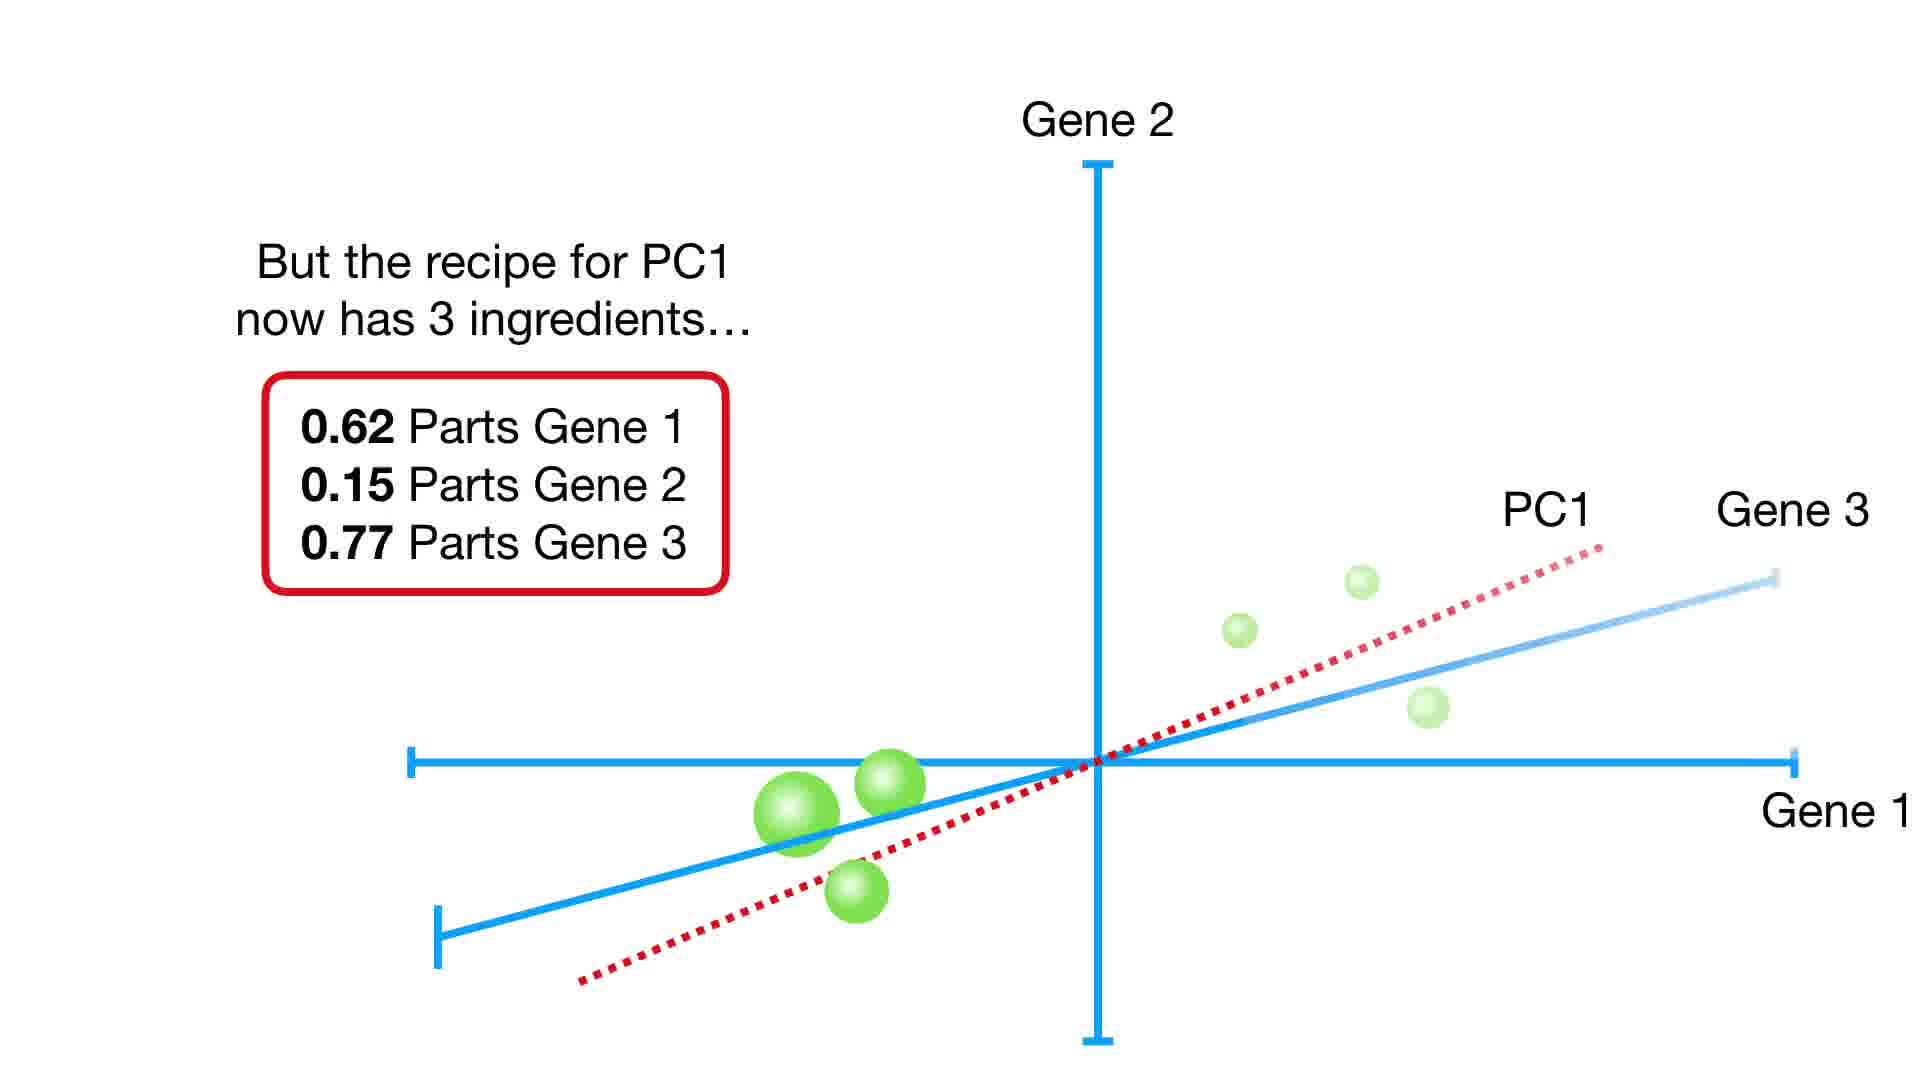 Gene 2
But the recipe for PC1
now has 3 ingredients…
0.62 Parts Gene 1
0.15 Parts Gene 2
0.77 Parts Gene 3
PC1
Gene 3
Gene 1